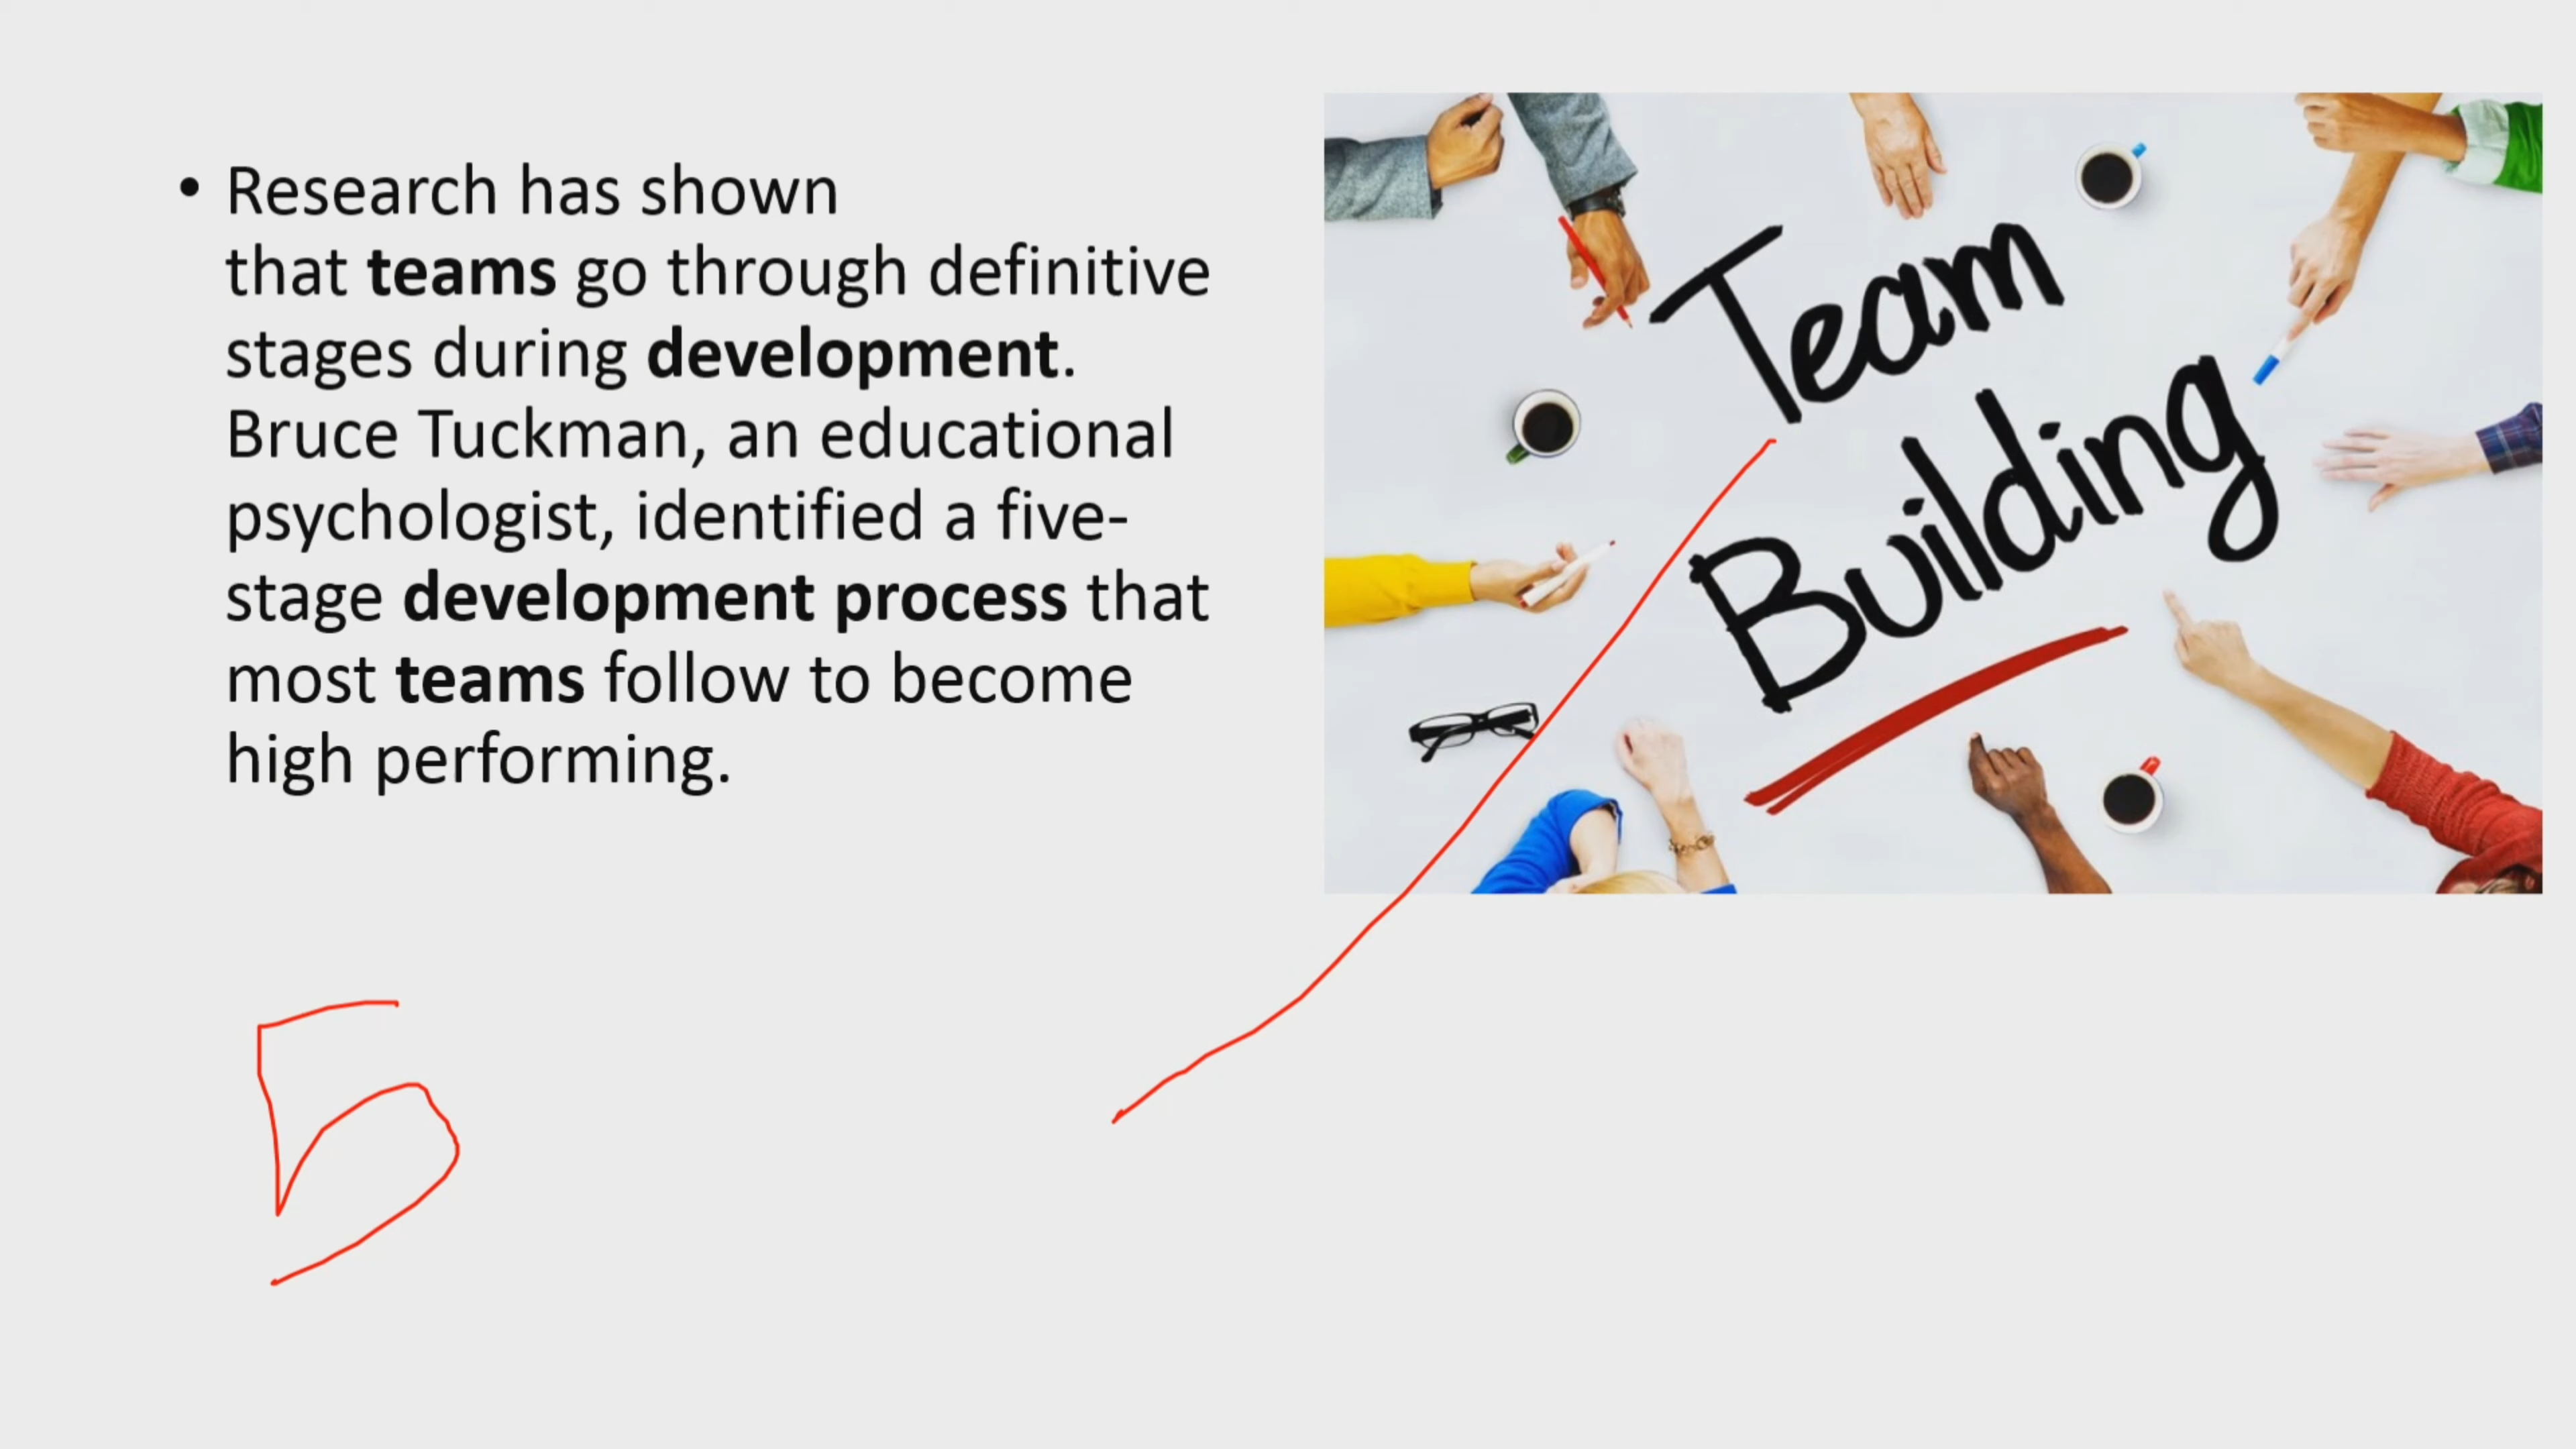 • Research has shown
that teams go through definitive
stages during development.
Bruce Tuckman, an educational
psychologist, identified a five-
stage development process that
most teams follow to become
high performing.
Team
Building
5